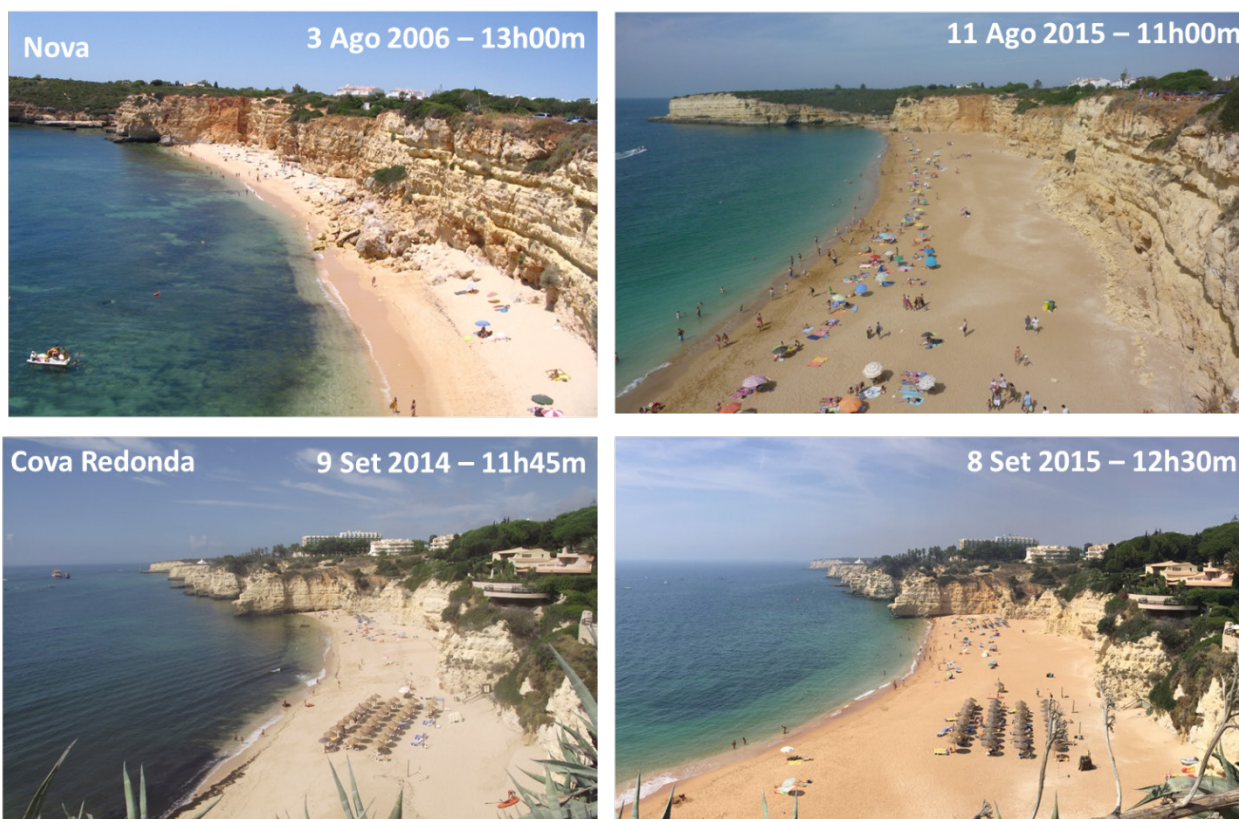 Nova
3 Ago 2006 – 13h00m
11 Ago 2015 – 11h00m
Cova Redonda
9 Set 2014 – 11h45m
8 Set 2015 – 12h30m